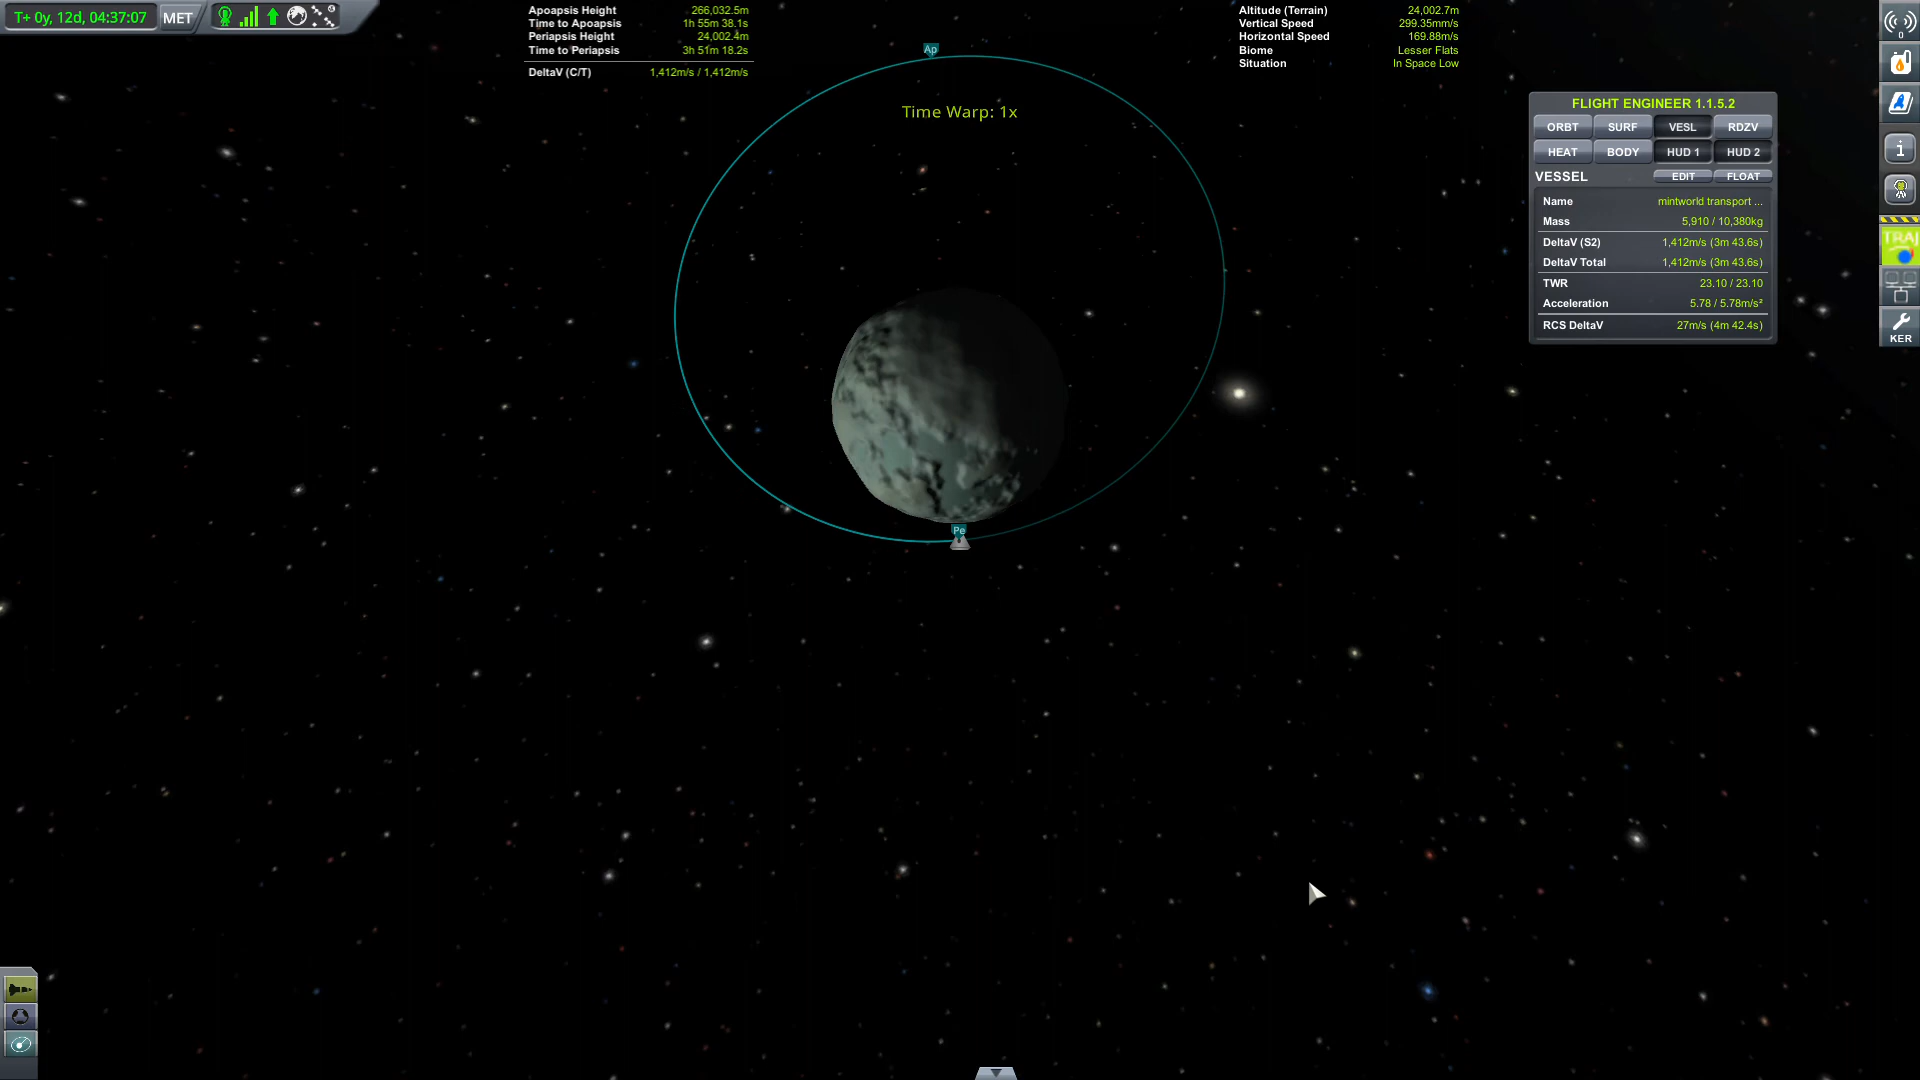 T+ 0y, 12d, 04:37:07 MET
Apoapsis Height 266,032.5m
Time to Apoapsis 1h 55m 38.1s
Periapsis Height 24,002.4m
Time to Periapsis 3h 51m 18.2s
DeltaV (C/T) 1,412m/s / 1,412m/s
Altitude (Terrain) 24,002.7m
Vertical Speed 299.35mm/s
Horizontal Speed 169.88m/s
Biome Lesser Flats
Situation In Space Low
Ap
Time Warp: 1x
Pe
FLIGHT ENGINEER 1.1.5.2
ORBT SURF VESL RDZV
HEAT BODY HUD 1 HUD 2
VESSEL EDIT FLOAT
Name mintworld transport ...
Mass 5,910 / 10,380kg
DeltaV (S2) 1,412m/s (3m 43.6s)
DeltaV Total 1,412m/s (3m 43.6s)
TWR 23.10 / 23.10
Acceleration 5.78 / 5.78m/s²
RCS DeltaV 27m/s (4m 42.4s)
0
i
TRAJ
KER